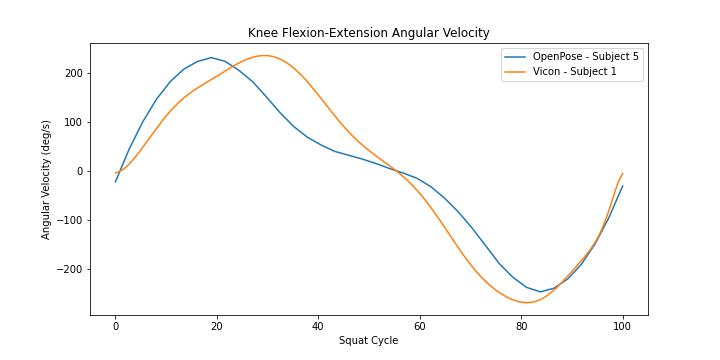 Knee Flexion-Extension Angular Velocity
OpenPose - Subject 5
Vicon - Subject 1
Angular Velocity (deg/s)
200
100
0
−100
−200
0 20 40 60 80 100
Squat Cycle